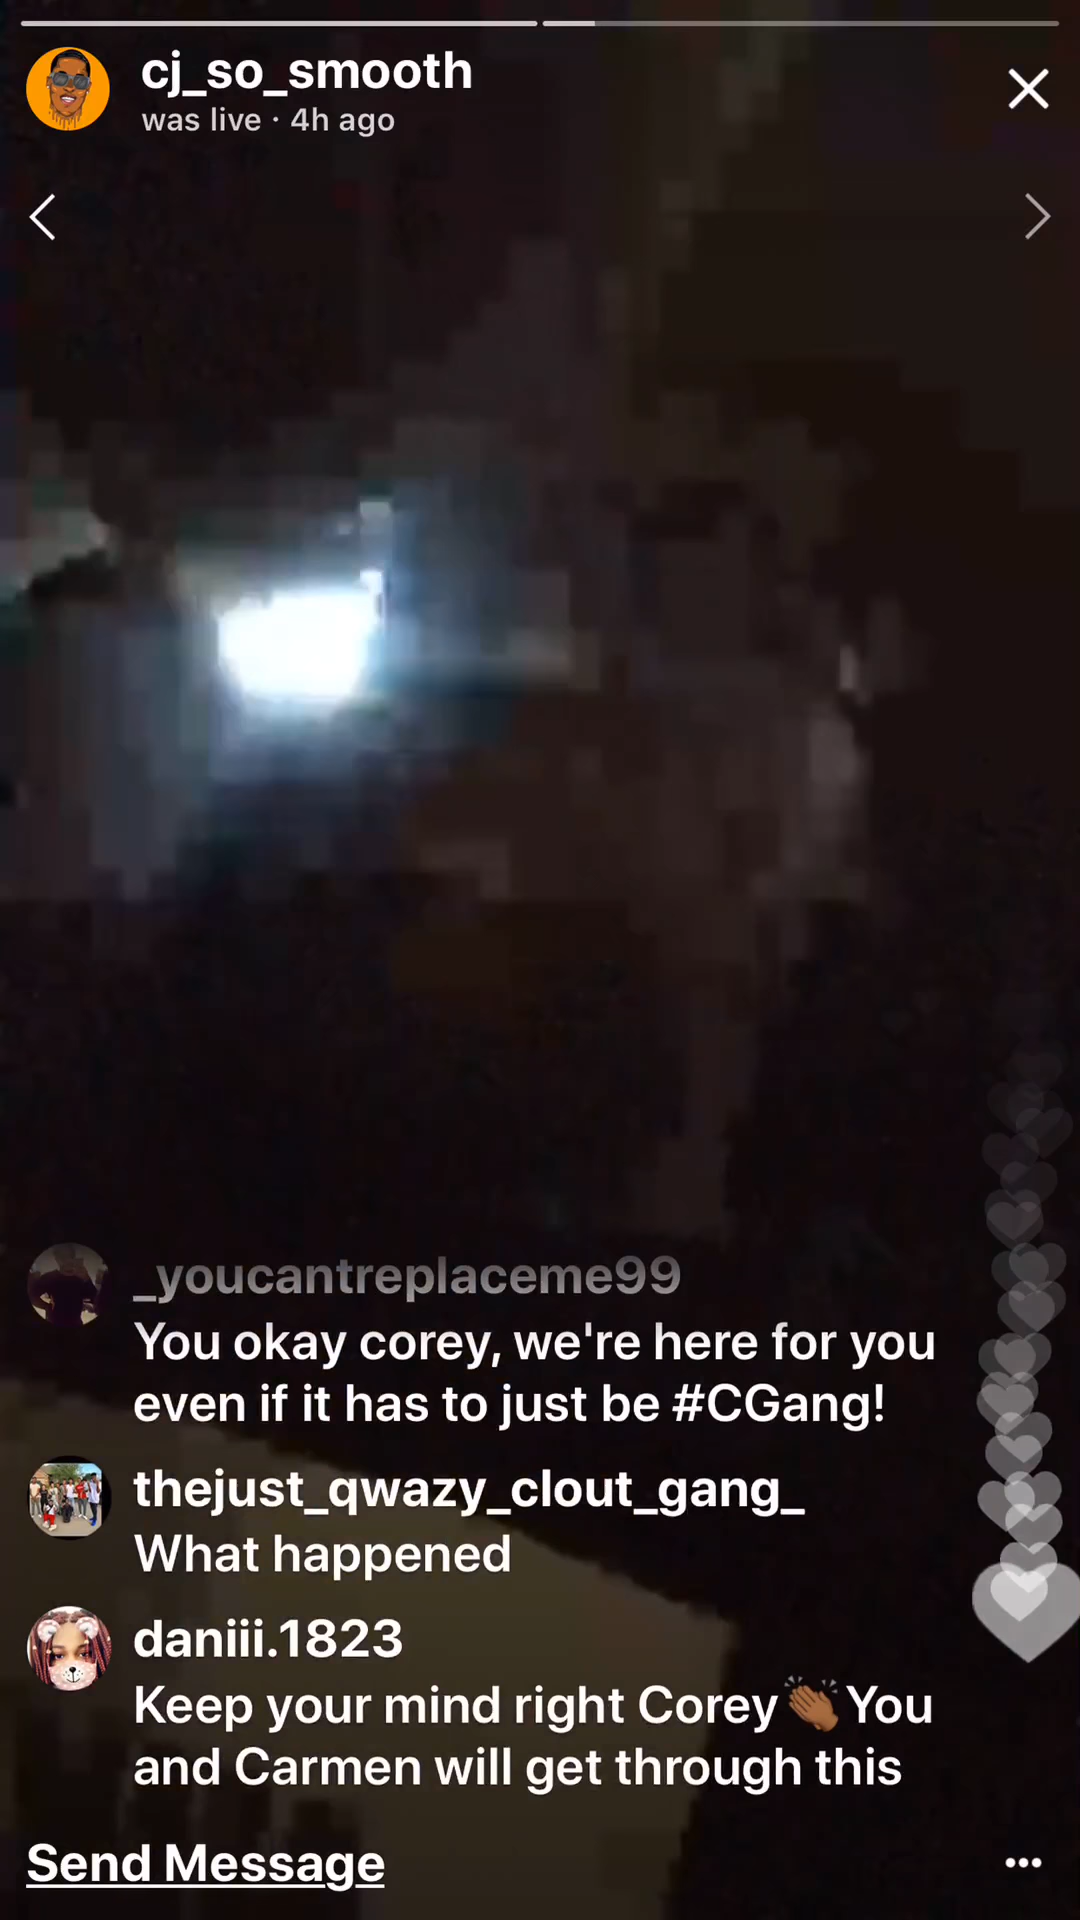 cj_so_smooth
was live · 4h ago
_youcantreplaceme99
You okay corey, we're here for you
even if it has to just be #CGang!
thejust_qwazy_clout_gang_
What happened
daniii.1823
Keep your mind right Corey👏🏾You
and Carmen will get through this
Send Message